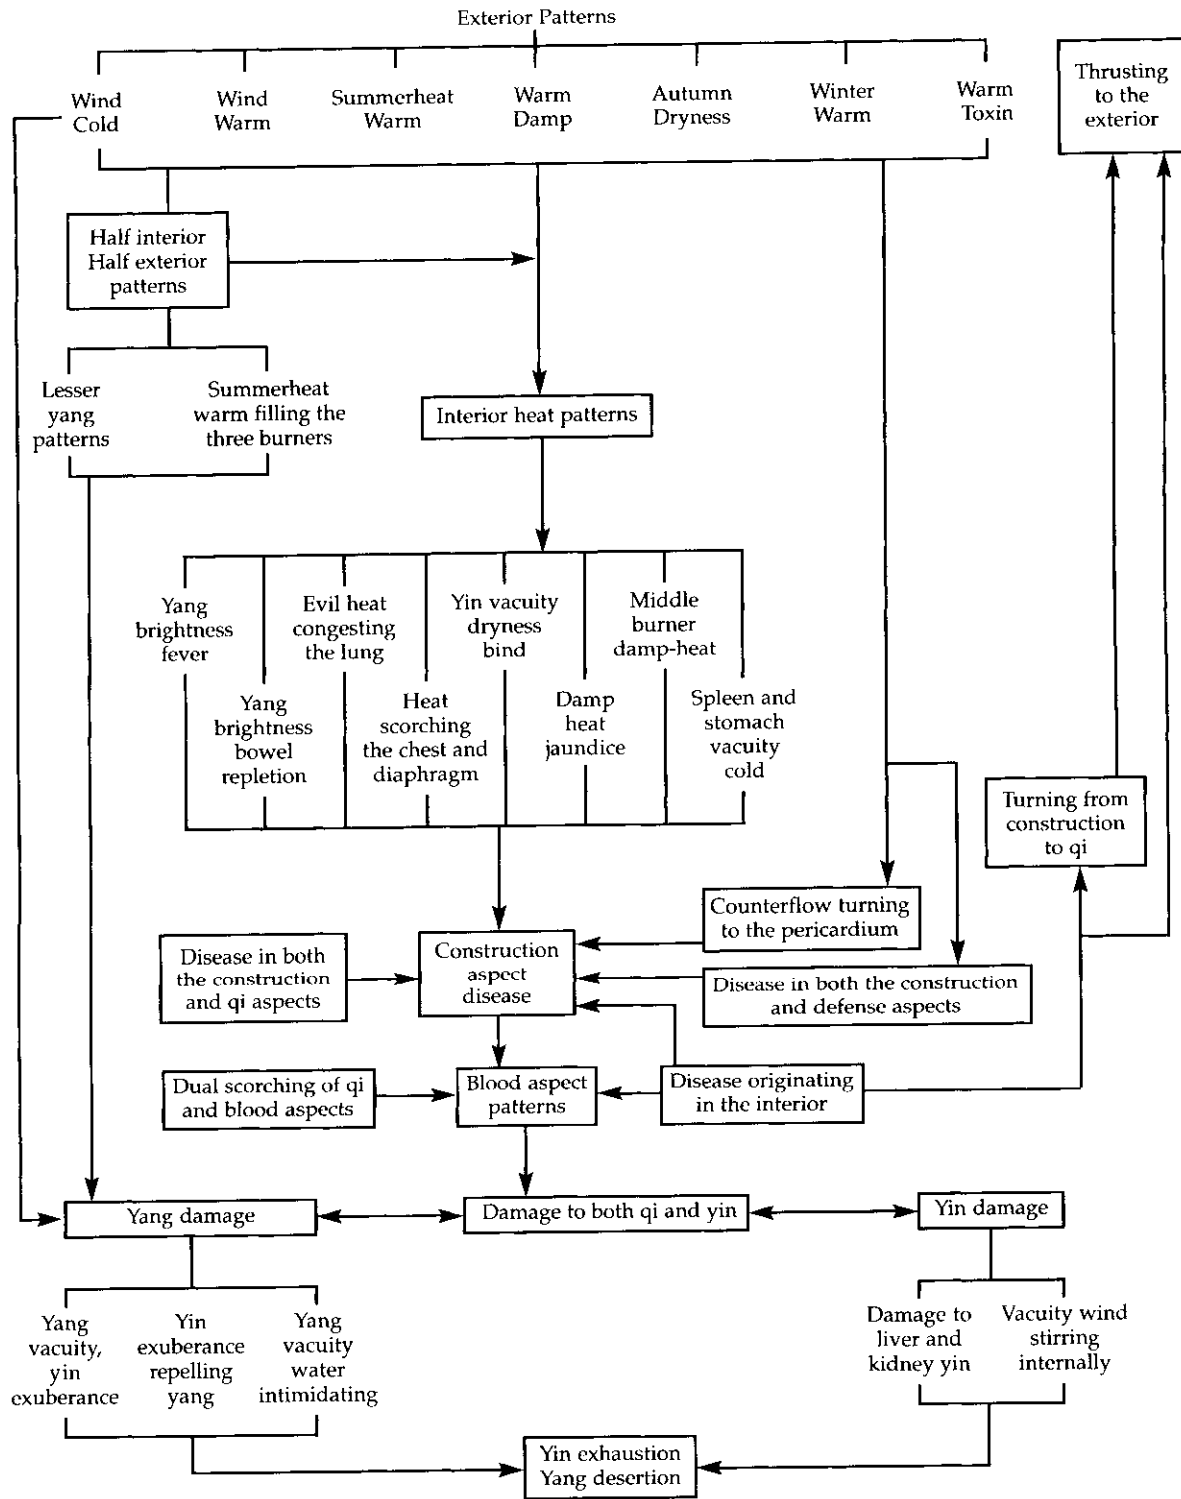 Exterior Patterns
Wind
Cold
Wind
Warm
Summerheat
Warm
Warm
Damp
Autumn
Dryness
Winter
Warm
Warm
Toxin
Thrusting
to the
exterior
Half interior
Half exterior
patterns
Lesser
yang
patterns
Summerheat
warm filling the
three burners
Interior heat patterns
Yang
brightness
fever
Yang
brightness
bowel
repletion
Evil heat
congesting
the lung
Heat
scorching
the chest and
diaphragm
Yin vacuity
dryness
bind
Damp
heat
jaundice
Middle
burner
damp-heat
Spleen and
stomach
vacuity
cold
Turning from
construction
to qi
Counterflow turning
to the pericardium
Disease in both
the construction
and qi aspects
Construction
aspect
disease
Disease in both the construction
and defense aspects
Dual scorching of qi
and blood aspects
Blood aspect
patterns
Disease originating
in the interior
Yang damage
Damage to both qi and yin
Yin damage
Yang
vacuity,
yin
exuberance
Yin
exuberance
repelling
yang
Yang
vacuity
water
intimidating
Damage to
liver and
kidney yin
Vacuity wind
stirring
internally
Yin exhaustion
Yang desertion